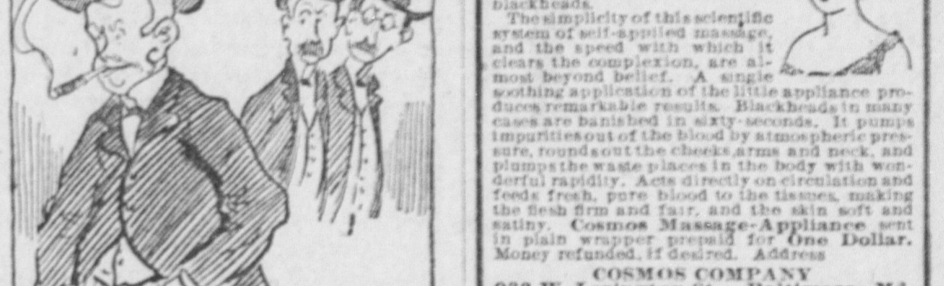 blackheads.
The simplicity of this scientific
system of self-applied massage,
and the speed with which it
clears the complexion, are al-
most beyond belief. A single
soothing application of the little appliance pro-
duces remarkable results. Blackheads in many
cases are banished in sixty seconds. It pumps
impurities out of the blood by atmospheric pres-
sure, rounds out the cheeks, arms and neck, and
plumps the waste places in the body with won-
derful rapidity. Acts directly on circulation and
feeds fresh, pure blood to the tissues, making
the flesh firm and fair, and the skin soft and
satiny. Cosmos Massage-Appliance sent
in plain wrapper prepaid for One Dollar.
Money refunded, if desired. Address
COSMOS COMPANY